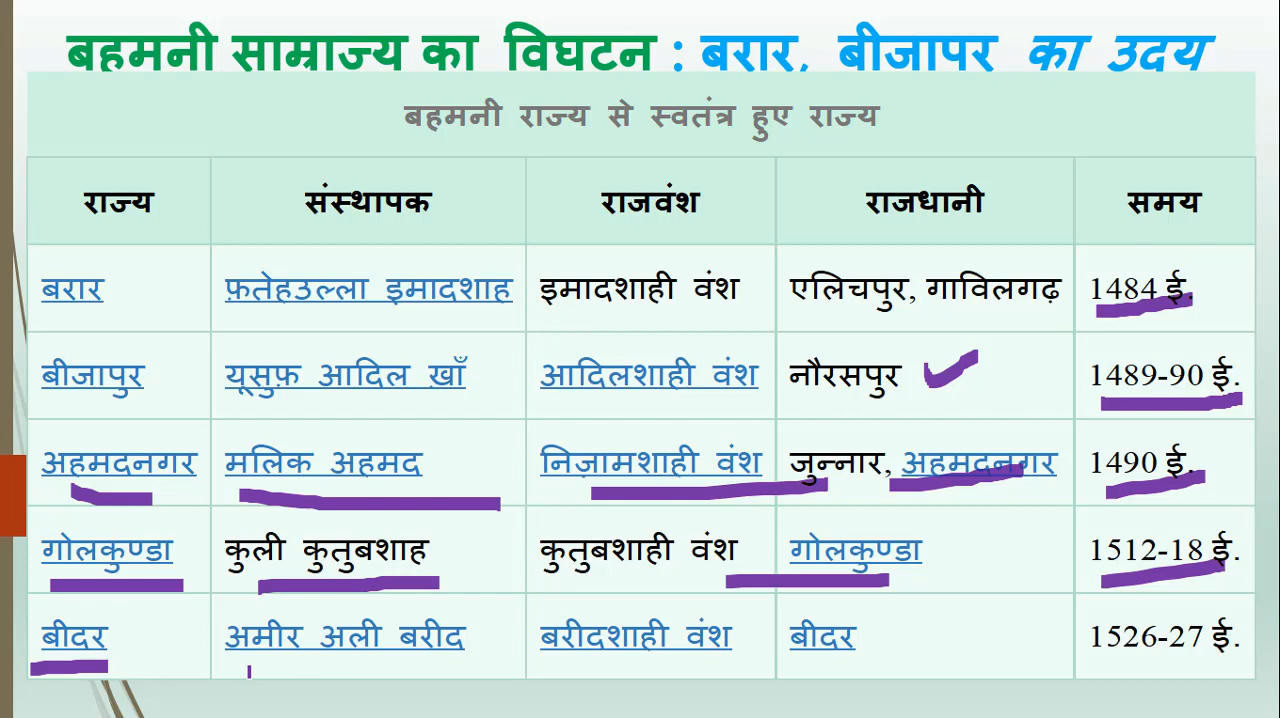 बहमनी साम्राज्य का विघटन : बरार, बीजापर का उदय
बहमनी राज्य से स्वतंत्र हुए राज्य
राज्य संस्थापक राजवंश राजधानी समय
बरार फ़तेहउल्ला इमादशाह इमादशाही वंश एलिचपुर, गाविलगढ़ 1484 ई.
बीजापुर यूसुफ़ आदिल ख़ाँ आदिलशाही वंश नौरसपुर 1489-90 ई.
अहमदनगर मलिक अहमद निज़ामशाही वंश जुन्नार, अहमदनगर 1490 ई.
गोलकुण्डा कुली कुतुबशाह कुतुबशाही वंश गोलकुण्डा 1512-18 ई.
बीदर अमीर अली बरीद बरीदशाही वंश बीदर 1526-27 ई.